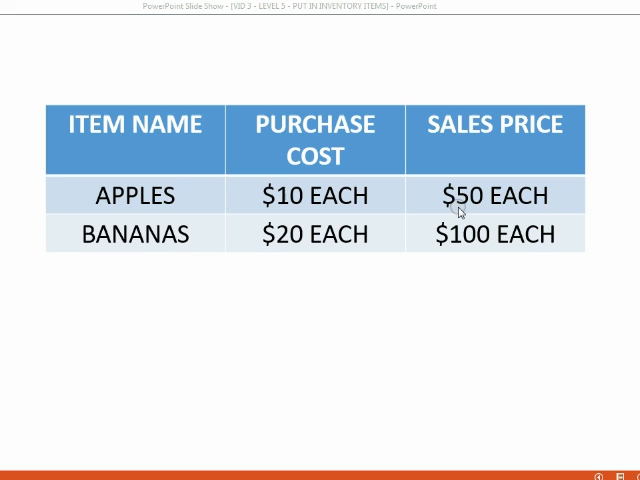 PowerPoint Slide Show - [VID 3 - LEVEL 5 - PUT IN INVENTORY ITEMS] - PowerPoint
ITEM NAME PURCHASE COST SALES PRICE
APPLES $10 EACH $50 EACH
BANANAS $20 EACH $100 EACH